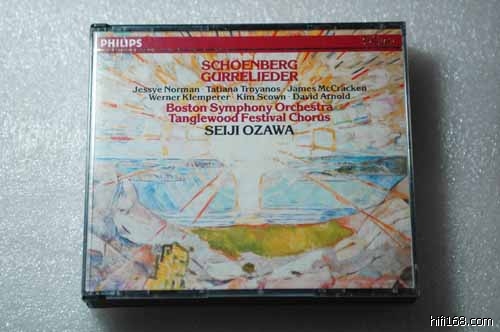 PHILIPS
SCHOENBERG
GURRELIEDER
Jessye Norman · Tatiana Troyanos · James McCracken
Werner Klemperer · Kim Scown · David Arnold
Boston Symphony Orchestra
Tanglewood Festival Chorus
SEIJI OZAWA
hifi168.com